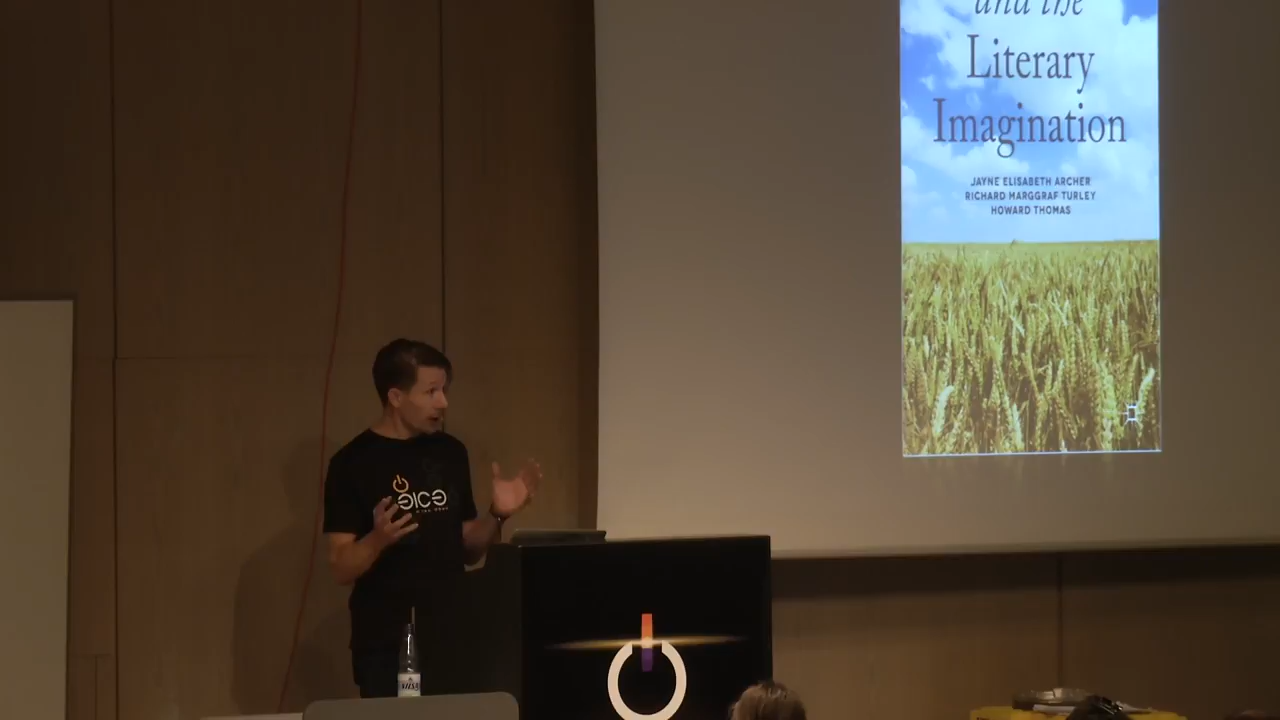 and the
Literary
Imagination
JAYNE ELISABETH ARCHER
RICHARD MARGGRAF TURLEY
HOWARD THOMAS